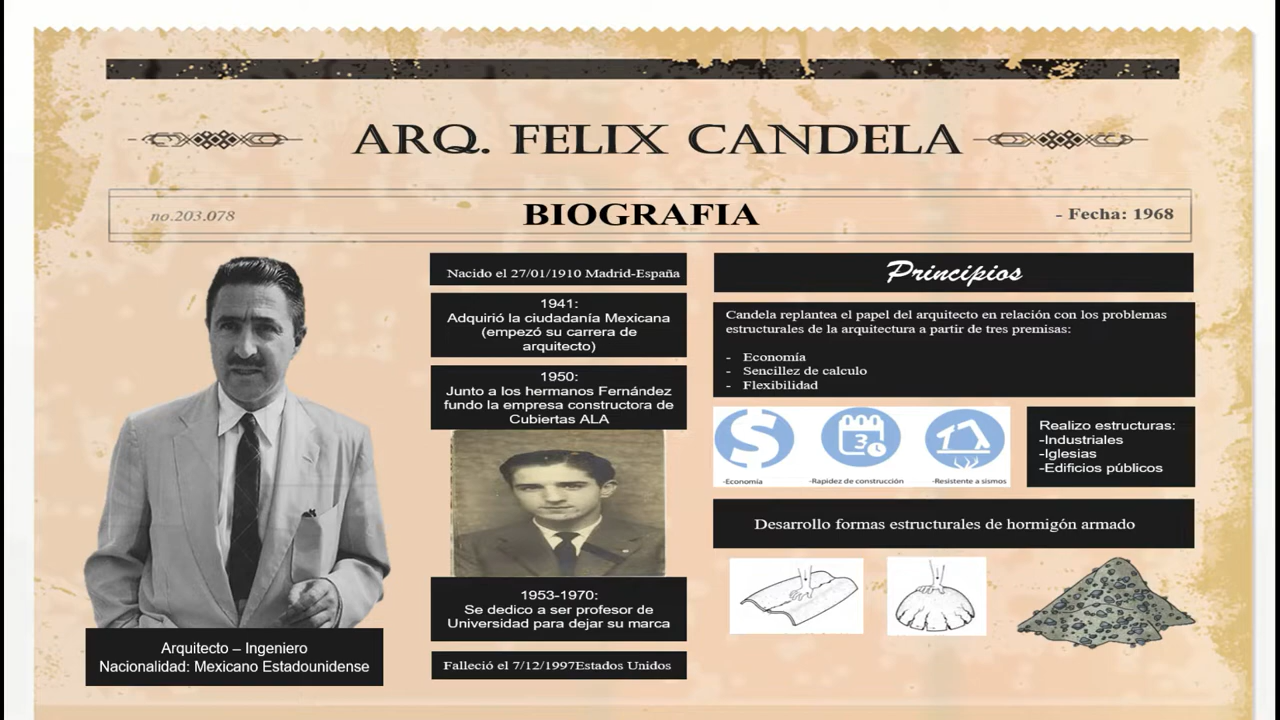 ARQ. FELIX CANDELA
no.203.078
BIOGRAFIA
- Fecha: 1968
Arquitecto – Ingeniero
Nacionalidad: Mexicano Estadounidense
Nacido el 27/01/1910 Madrid-España
1941:
Adquirió la ciudadanía Mexicana
(empezó su carrera de
arquitecto)
1950:
Junto a los hermanos Fernández
fundo la empresa constructora de
Cubiertas ALA
1953-1970:
Se dedico a ser profesor de
Universidad para dejar su marca
Falleció el 7/12/1997Estados Unidos
Principios
Candela replantea el papel del arquitecto en relación con los problemas
estructurales de la arquitectura a partir de tres premisas:
- Economía
- Sencillez de calculo
- Flexibilidad
$
3
-Economía
-Rapidez de construcción
-Resistente a sismos
Realizo estructuras:
-Industriales
-Iglesias
-Edificios públicos
Desarrollo formas estructurales de hormigón armado